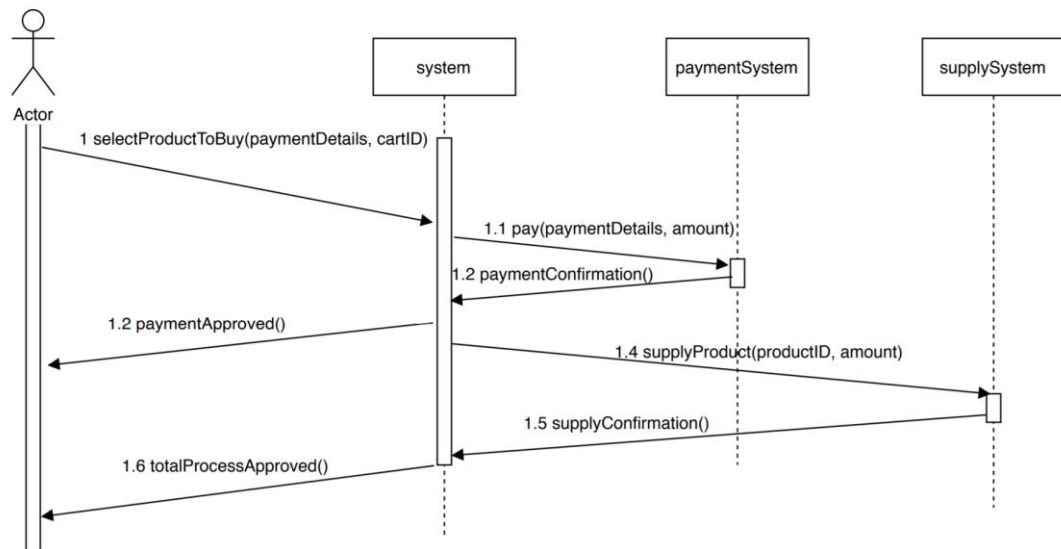 system
paymentSystem
supplySystem
Actor
1 selectProductToBuy(paymentDetails, cartID)
1.1 pay(paymentDetails, amount)
1.2 paymentConfirmation()
1.2 paymentApproved()
1.4 supplyProduct(productID, amount)
1.5 supplyConfirmation()
1.6 totalProcessApproved()